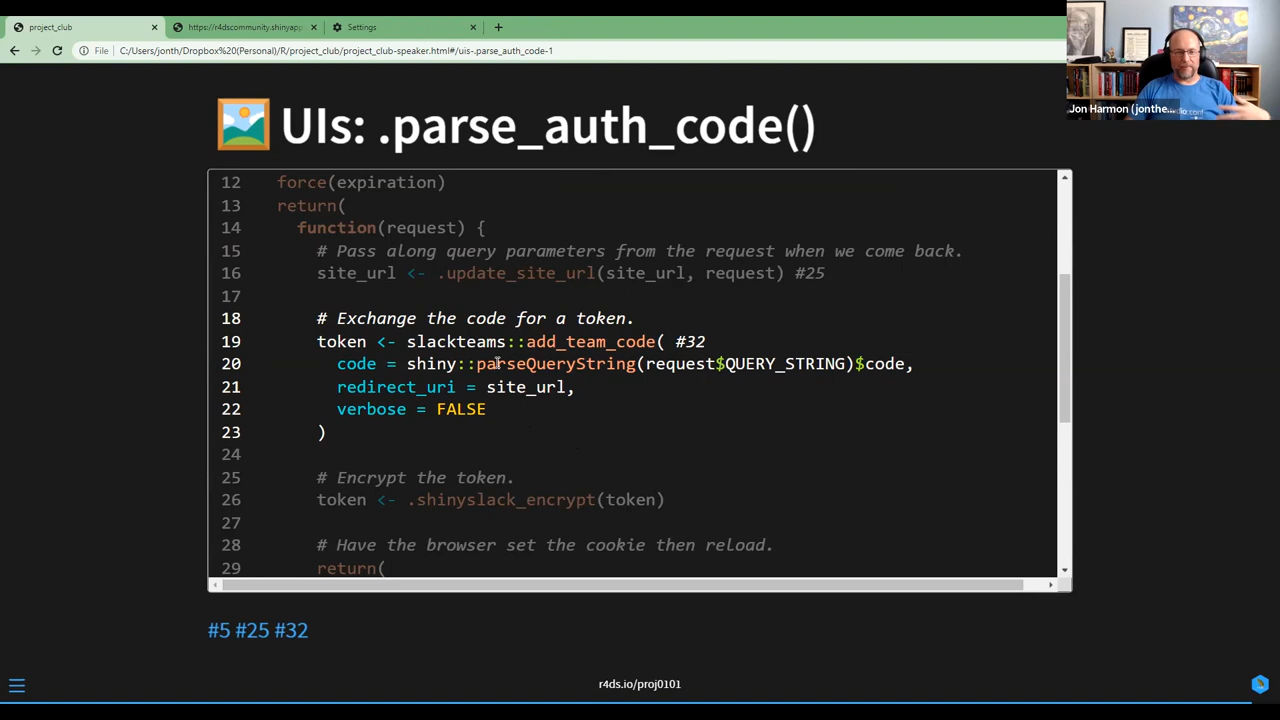 project_club
https://r4dscommunity.shinyapp
Settings
File
C:/Users/jonth/Dropbox%20(Personal)/R/project_club/project_club-speaker.html#/uis-.parse_auth_code-1
Jon Harmon (jonthe...
UIs: .parse_auth_code()
12 force(expiration)
13 return(
14 function(request) {
15 # Pass along query parameters from the request when we come back.
16 site_url <- .update_site_url(site_url, request) #25
17
18 # Exchange the code for a token.
19 token <- slackteams::add_team_code( #32
20 code = shiny::parseQueryString(request$QUERY_STRING)$code,
21 redirect_uri = site_url,
22 verbose = FALSE
23 )
24
25 # Encrypt the token.
26 token <- .shinyslack_encrypt(token)
27
28 # Have the browser set the cookie then reload.
29 return(
#5 #25 #32
r4ds.io/proj0101